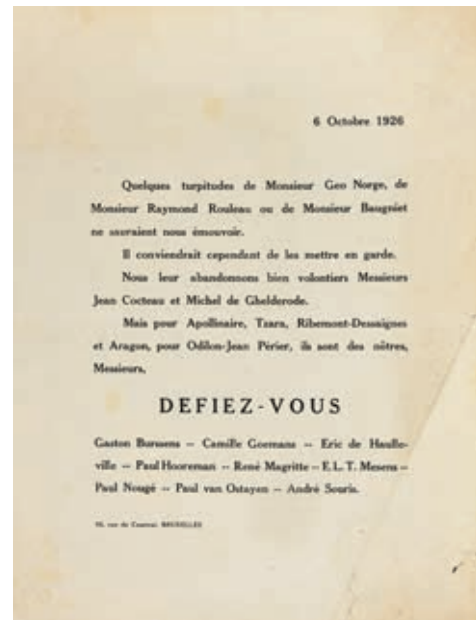 6 Octobre 1926
Quelques turpitudes de Monsieur Geo Norge, de
Monsieur Raymond Rouleau ou de Monsieur Baugniet
ne sauraient nous émouvoir.
Il conviendrait cependant de les mettre en garde.
Nous leur abandonnons bien volontiers Messieurs
Jean Cocteau et Michel de Ghelderode.
Mais pour Apollinaire, Tzara, Ribemont-Dessaignes
et Aragon, pour Odilon-Jean Périer, ils sont des nôtres,
Messieurs,
DEFIEZ-VOUS
Gaston Burssens -- Camille Goemans -- Eric de Haulle-
ville -- Paul Hooreman -- René Magritte -- E.L.T. Mesens --
Paul Nougé -- Paul van Ostayen -- André Souris.
rue de BRUXELLES